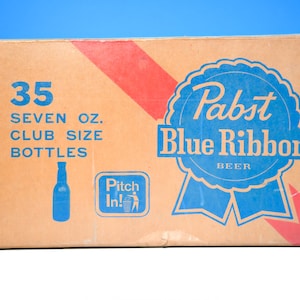 35
SEVEN OZ.
CLUB SIZE
BOTTLES
Pitch
In!
Pabst
Blue Ribbon
BEER